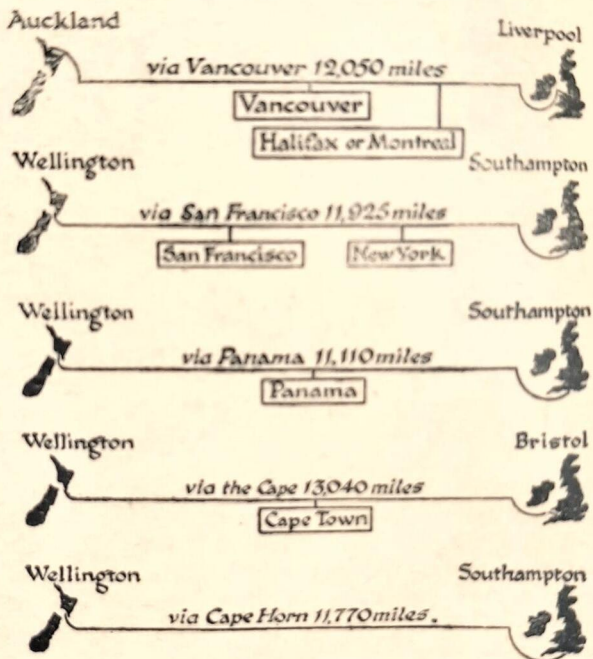 Auckland
Liverpool
via Vancouver 12,050 miles
Vancouver
Halifax or Montreal
Wellington
Southampton
via San Francisco 11,925 miles
San Francisco
New York
Wellington
Southampton
via Panama 11,110 miles
Panama
Wellington
Bristol
via the Cape 13,040 miles
Cape Town
Wellington
Southampton
via Cape Horn 11,770 miles.